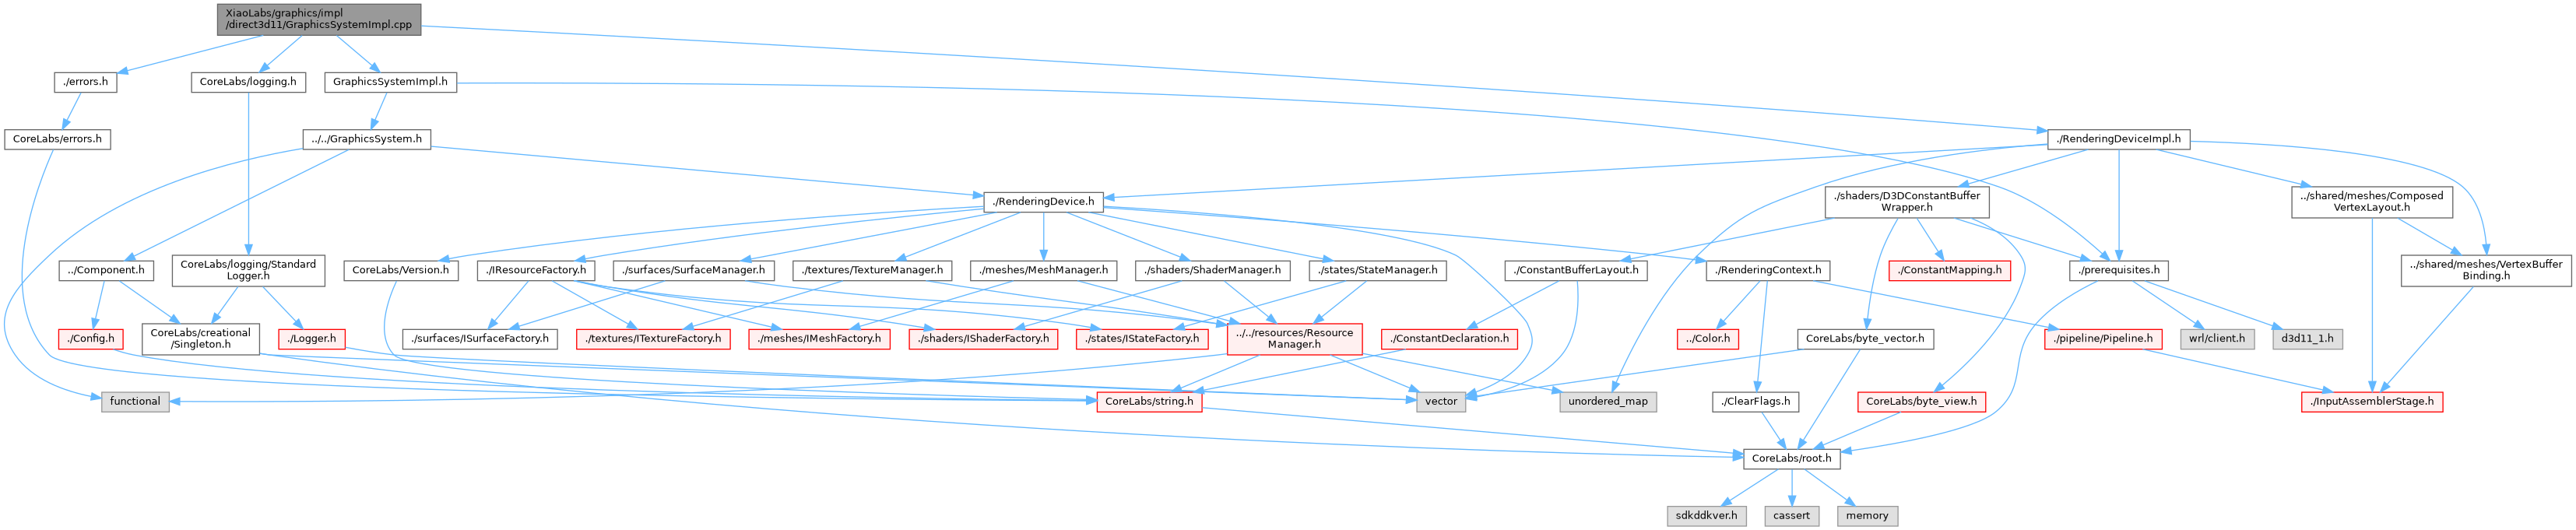 XiaoLabs/graphics/impl
/direct3d11/GraphicsSystemImpl.cpp
./errors.h
CoreLabs/logging.h
GraphicsSystemImpl.h
CoreLabs/errors.h
../../GraphicsSystem.h
./RenderingDeviceImpl.h
./RenderingDevice.h
./shaders/D3DConstantBuffer
Wrapper.h
../shared/meshes/Composed
VertexLayout.h
../Component.h
CoreLabs/logging/Standard
Logger.h
CoreLabs/Version.h
./IResourceFactory.h
./surfaces/SurfaceManager.h
./textures/TextureManager.h
./meshes/MeshManager.h
./shaders/ShaderManager.h
./states/StateManager.h
./ConstantBufferLayout.h
./RenderingContext.h
./ConstantMapping.h
./prerequisites.h
../shared/meshes/VertexBuffer
Binding.h
./Config.h
CoreLabs/creational
/Singleton.h
./Logger.h
./surfaces/ISurfaceFactory.h
./textures/ITextureFactory.h
./meshes/IMeshFactory.h
./shaders/IShaderFactory.h
./states/IStateFactory.h
../../resources/Resource
Manager.h
./ConstantDeclaration.h
../Color.h
CoreLabs/byte_vector.h
./pipeline/Pipeline.h
wrl/client.h
d3d11_1.h
functional
CoreLabs/string.h
vector
unordered_map
./ClearFlags.h
CoreLabs/byte_view.h
./InputAssemblerStage.h
CoreLabs/root.h
sdkddkver.h
cassert
memory